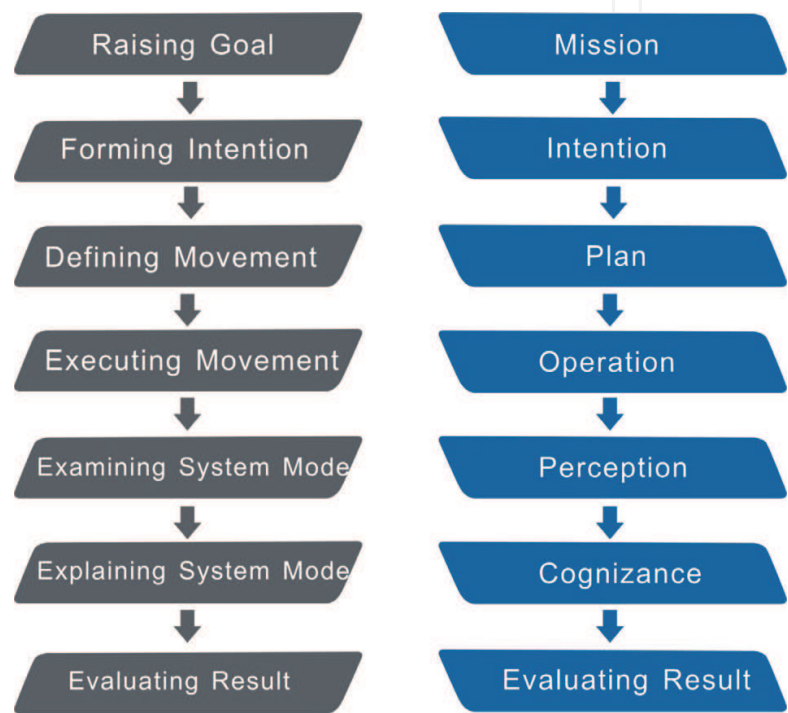 Raising Goal
Forming Intention
Defining Movement
Executing Movement
Examining System Mode
Explaining System Mode
Evaluating Result
Mission
Intention
Plan
Operation
Perception
Cognizance
Evaluating Result